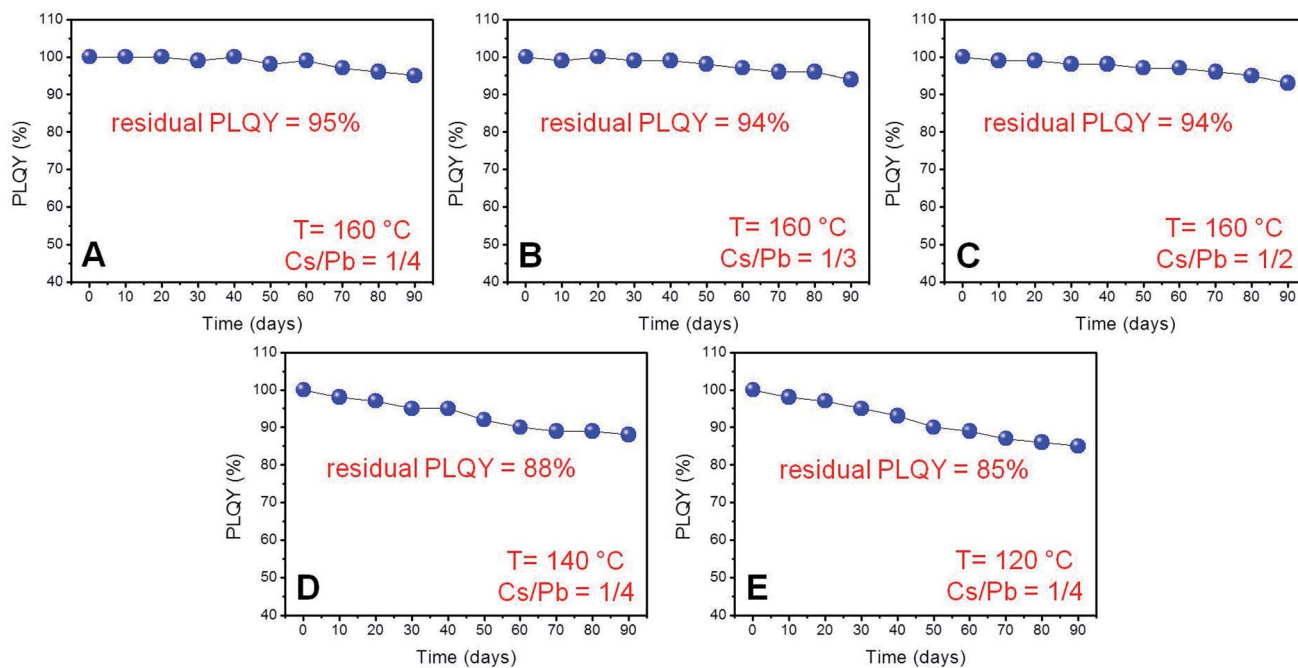 110
100
90
80
70
60
50
40
PLQY (%)
residual PLQY = 95%
T= 160 °C
Cs/Pb = 1/4
A
0 10 20 30 40 50 60 70 80 90
Time (days)
110
100
90
80
70
60
50
40
PLQY (%)
residual PLQY = 94%
T= 160 °C
Cs/Pb = 1/3
B
0 10 20 30 40 50 60 70 80 90
Time (days)
110
100
90
80
70
60
50
40
PLQY (%)
residual PLQY = 94%
T= 160 °C
Cs/Pb = 1/2
C
0 10 20 30 40 50 60 70 80 90
Time (days)
110
100
90
80
70
60
50
40
PLQY (%)
residual PLQY = 88%
T= 140 °C
Cs/Pb = 1/4
D
0 10 20 30 40 50 60 70 80 90
Time (days)
110
100
90
80
70
60
50
40
PLQY (%)
residual PLQY = 85%
T= 120 °C
Cs/Pb = 1/4
E
0 10 20 30 40 50 60 70 80 90
Time (days)